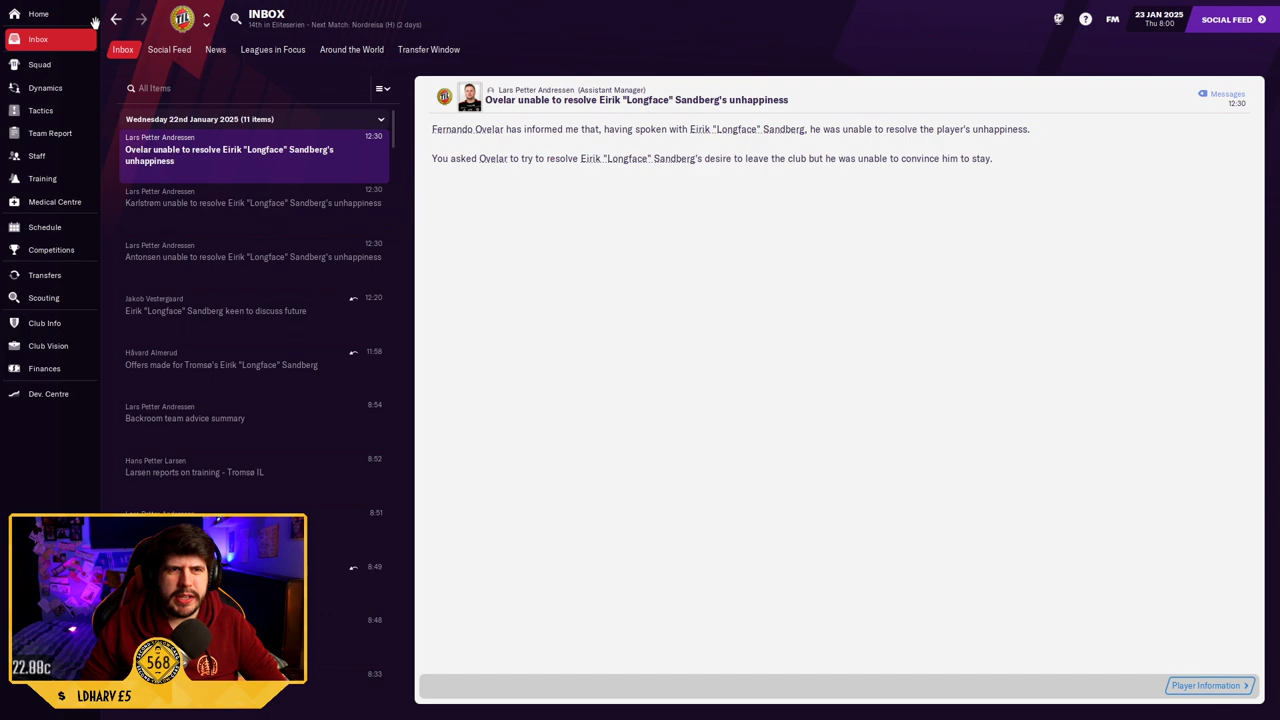 Home
Inbox
Squad
Dynamics
Tactics
Team Report
Staff
Training
Medical Centre
Schedule
Competitions
Transfers
Scouting
Club Info
Club Vision
Finances
Dev. Centre
TIL
INBOX
14th in Eliteserien - Next Match: Nordreisa (H) (2 days)
?
FM
23 JAN 2025
Thu 8:00
SOCIAL FEED
Inbox
Social Feed
News
Leagues in Focus
Around the World
Transfer Window
All Items
Wednesday 22nd January 2025 (11 items)
Lars Petter Andressen
12:30
Ovelar unable to resolve Eirik "Longface" Sandberg's
unhappiness
Lars Petter Andressen
12:30
Karlstrøm unable to resolve Eirik "Longface" Sandberg's unhappiness
Lars Petter Andressen
12:30
Antonsen unable to resolve Eirik "Longface" Sandberg's unhappiness
Jakob Vestergaard
12:20
Eirik "Longface" Sandberg keen to discuss future
Håvard Almerud
11:58
Offers made for Tromsø's Eirik "Longface" Sandberg
Lars Petter Andressen
8:54
Backroom team advice summary
Hans Petter Larsen
8:52
Larsen reports on training - Tromsø IL
8:51
8:49
8:48
8:33
Lars Petter Andressen (Assistant Manager)
Ovelar unable to resolve Eirik "Longface" Sandberg's unhappiness
Messages
12:30
Fernando Ovelar has informed me that, having spoken with Eirik "Longface" Sandberg, he was unable to resolve the player's unhappiness.
You asked Ovelar to try to resolve Eirik "Longface" Sandberg's desire to leave the club but he was unable to convince him to stay.
Player Information
568
$ LDHARV £5